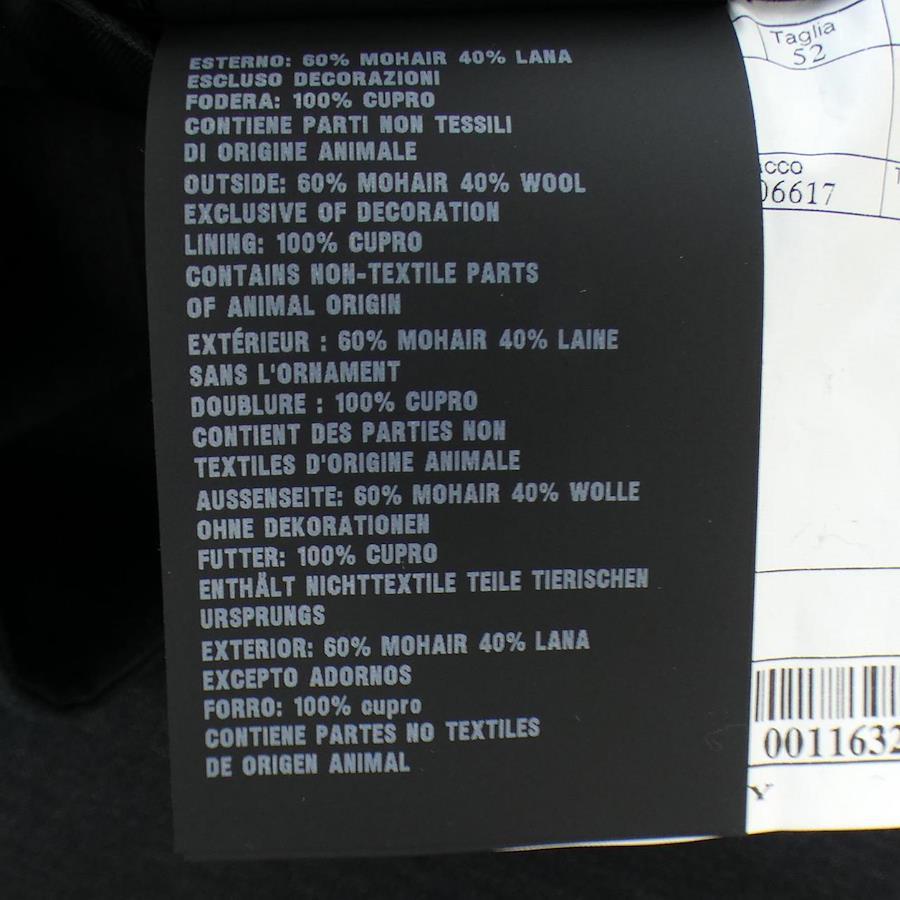 ESTERNO: 60% MOHAIR 40% LANA
ESCLUSO DECORAZIONI
FODERA: 100% CUPRO
CONTIENE PARTI NON TESSILI
DI ORIGINE ANIMALE
OUTSIDE: 60% MOHAIR 40% WOOL
EXCLUSIVE OF DECORATION
LINING: 100% CUPRO
CONTAINS NON-TEXTILE PARTS
OF ANIMAL ORIGIN
EXTÉRIEUR : 60% MOHAIR 40% LAINE
SANS L'ORNAMENT
DOUBLURE : 100% CUPRO
CONTIENT DES PARTIES NON
TEXTILES D'ORIGINE ANIMALE
AUSSENSEITE: 60% MOHAIR 40% WOLLE
OHNE DEKORATIONEN
FUTTER: 100% CUPRO
ENTHÄLT NICHTTEXTILE TEILE TIERISCHEN
URSPRUNGS
EXTERIOR: 60% MOHAIR 40% LANA
EXCEPTO ADORNOS
FORRO: 100% cupro
CONTIENE PARTES NO TEXTILES
DE ORIGEN ANIMAL
Taglia
52
06617
0011632
Y